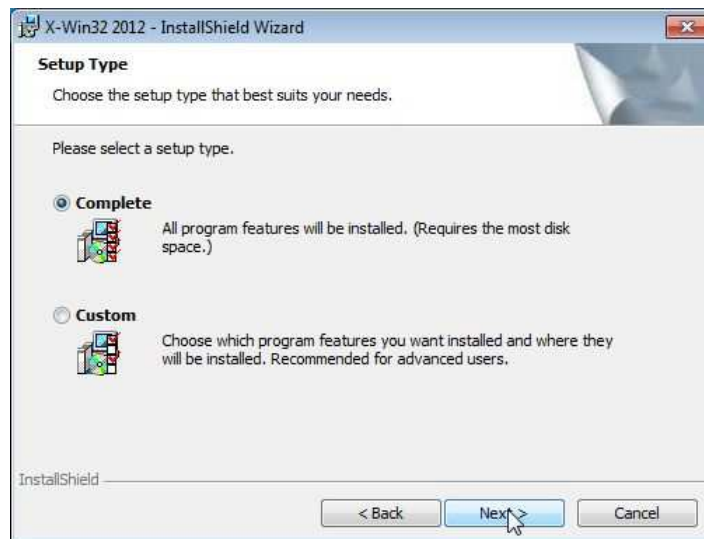 X-Win32 2012 - InstallShield Wizard
Setup Type
Choose the setup type that best suits your needs.
Please select a setup type.
Complete
All program features will be installed. (Requires the most disk
space.)
Custom
Choose which program features you want installed and where they
will be installed. Recommended for advanced users.
InstallShield
< Back Next > Cancel